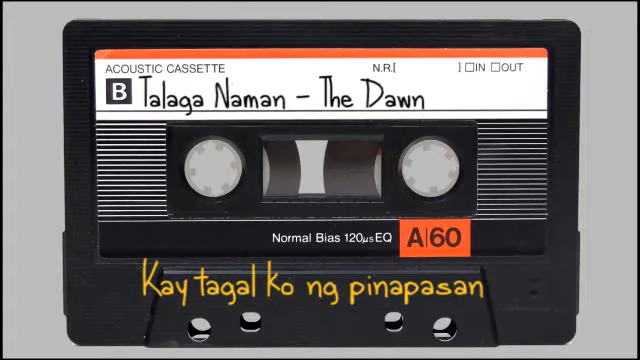 ACOUSTIC CASSETTE N.R.[ ] □IN □OUT
B Talaga Naman - The Dawn
Normal Bias 120µs EQ A|60
Kay tagal ko ng pinapasan